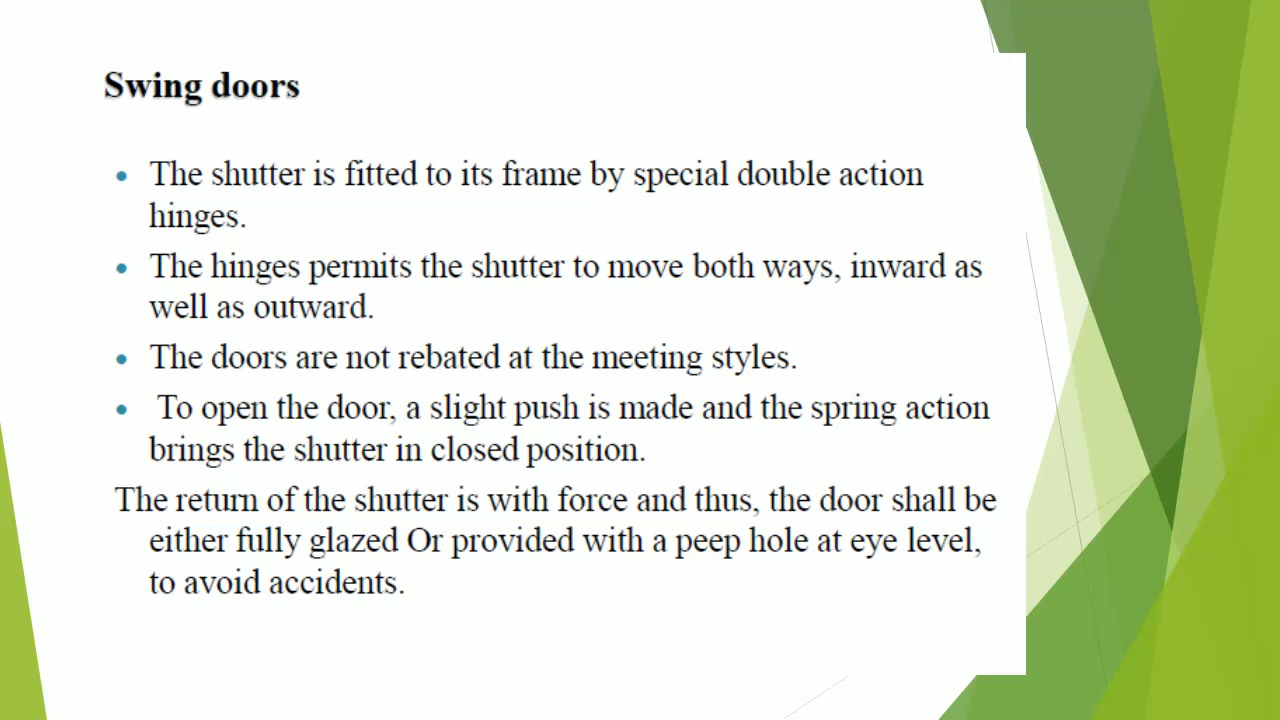 Swing doors
• The shutter is fitted to its frame by special double action
hinges.
• The hinges permits the shutter to move both ways, inward as
well as outward.
• The doors are not rebated at the meeting styles.
• To open the door, a slight push is made and the spring action
brings the shutter in closed position.
The return of the shutter is with force and thus, the door shall be
either fully glazed Or provided with a peep hole at eye level,
to avoid accidents.